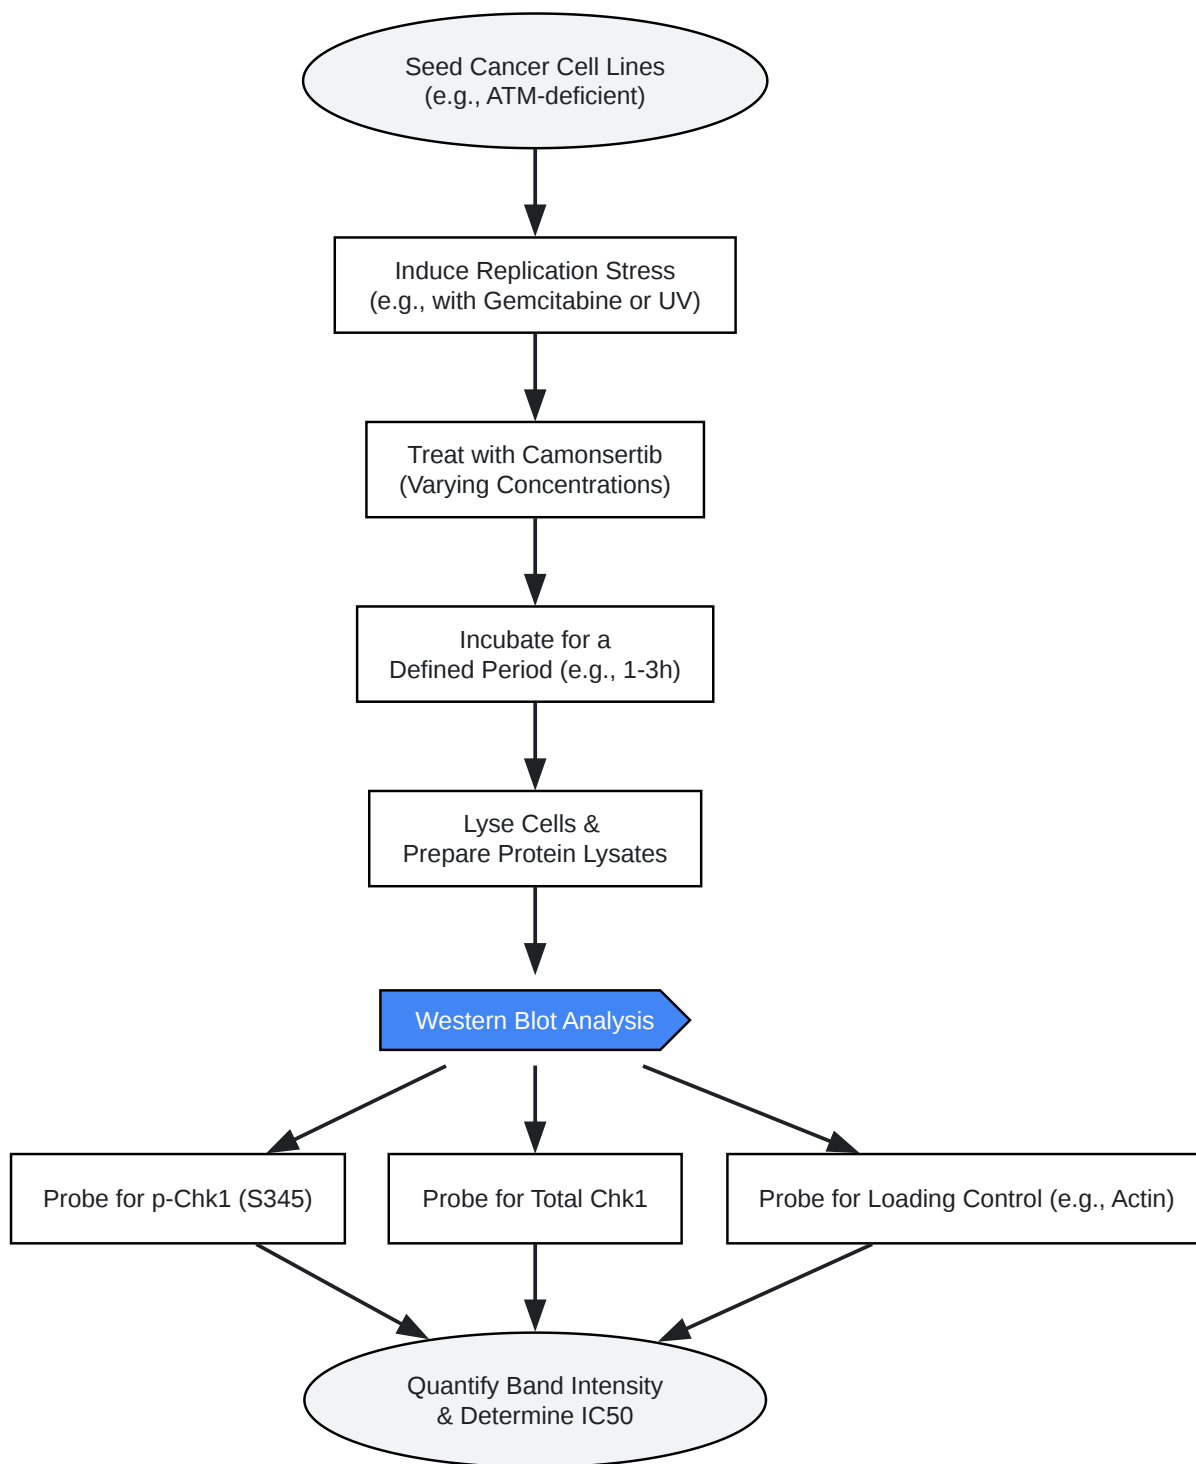 Seed Cancer Cell Lines
(e.g., ATM-deficient)
Induce Replication Stress
(e.g., with Gemcitabine or UV)
Treat with Camonsertib
(Varying Concentrations)
Incubate for a
Defined Period (e.g., 1-3h)
Lyse Cells &
Prepare Protein Lysates
Western Blot Analysis
Probe for p-Chk1 (S345)
Probe for Total Chk1
Probe for Loading Control (e.g., Actin)
Quantify Band Intensity
& Determine IC50